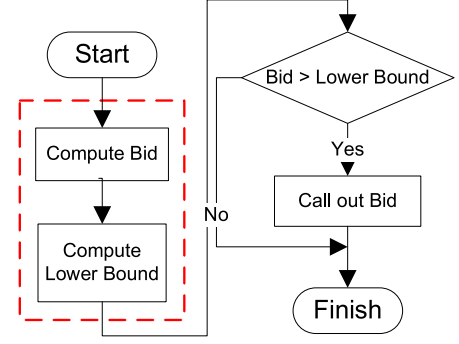 Start
Compute Bid
Compute
Lower Bound
Bid > Lower Bound
Yes
No
Call out Bid
Finish